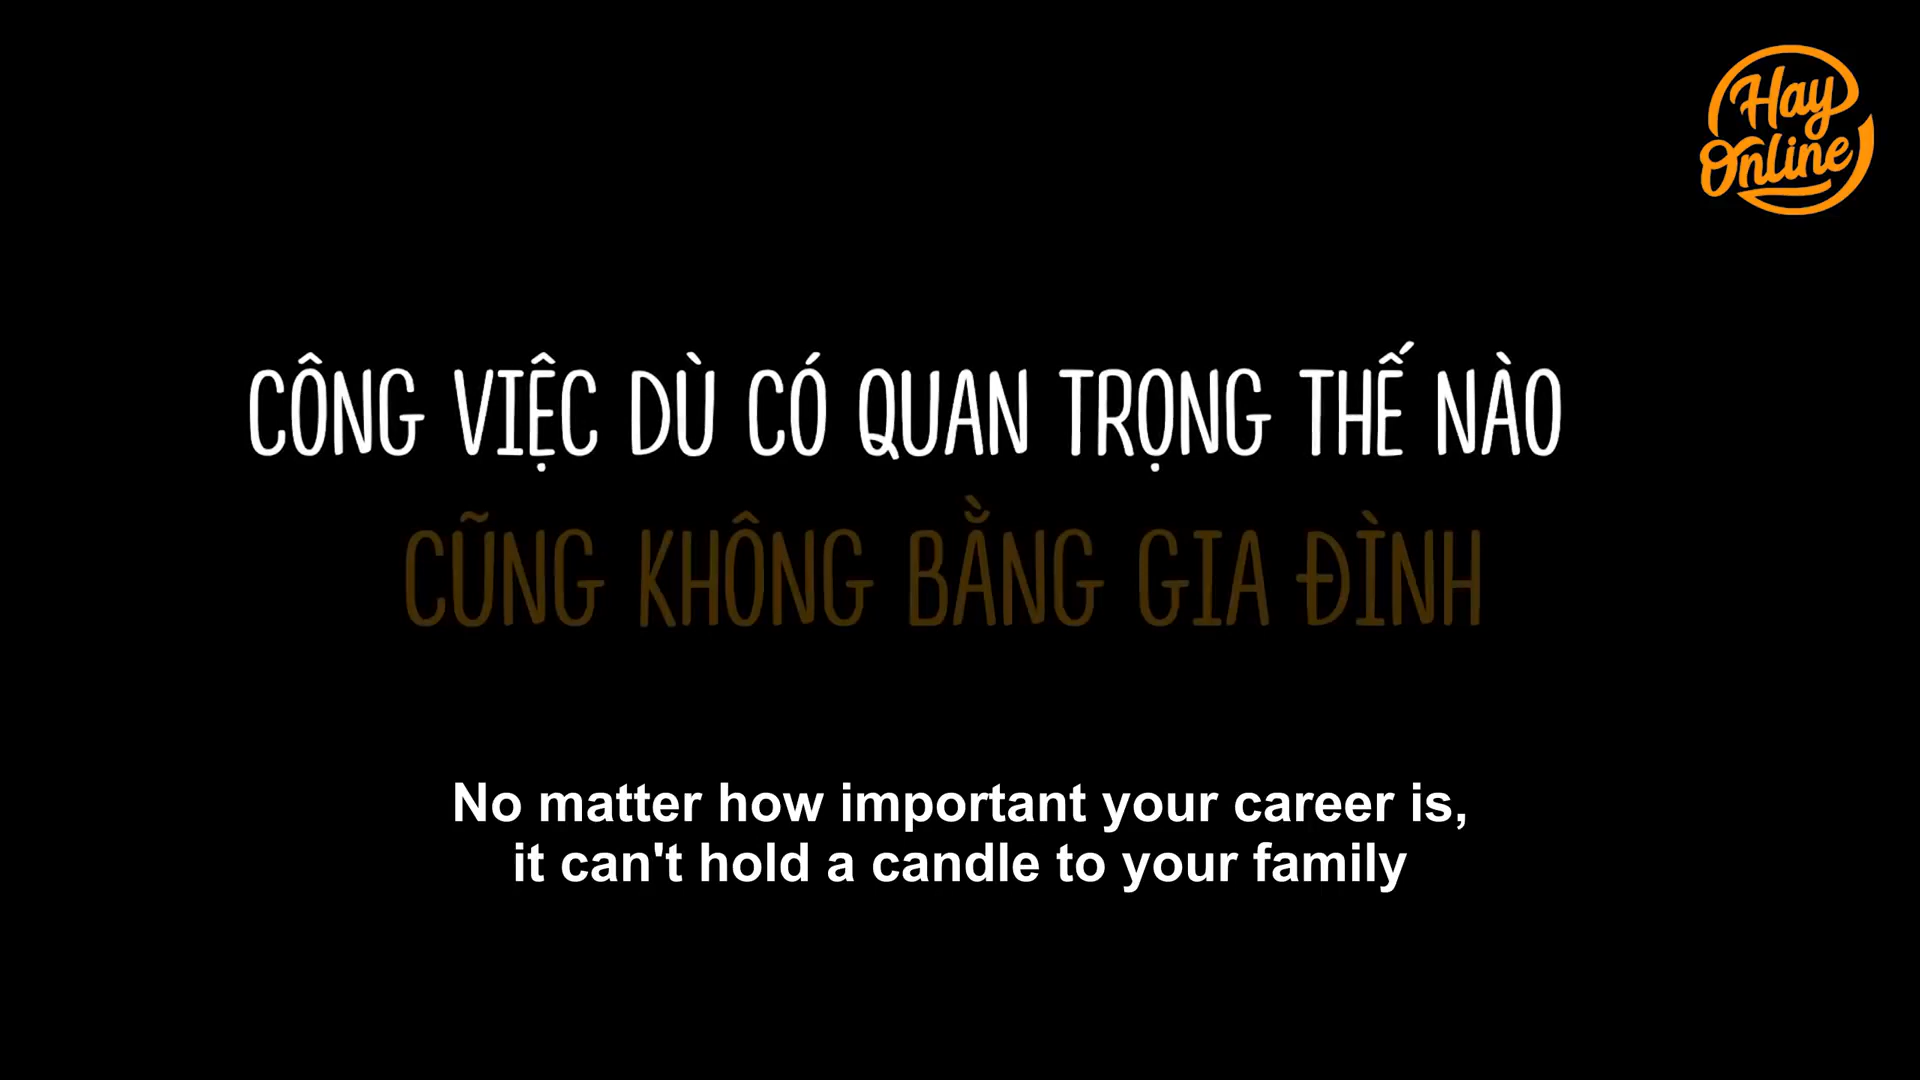 Hay
Online
CÔNG VIỆC DÙ CÓ QUAN TRỌNG THẾ NÀO
CŨNG KHÔNG BẰNG GIA ĐÌNH
No matter how important your career is,
it can't hold a candle to your family